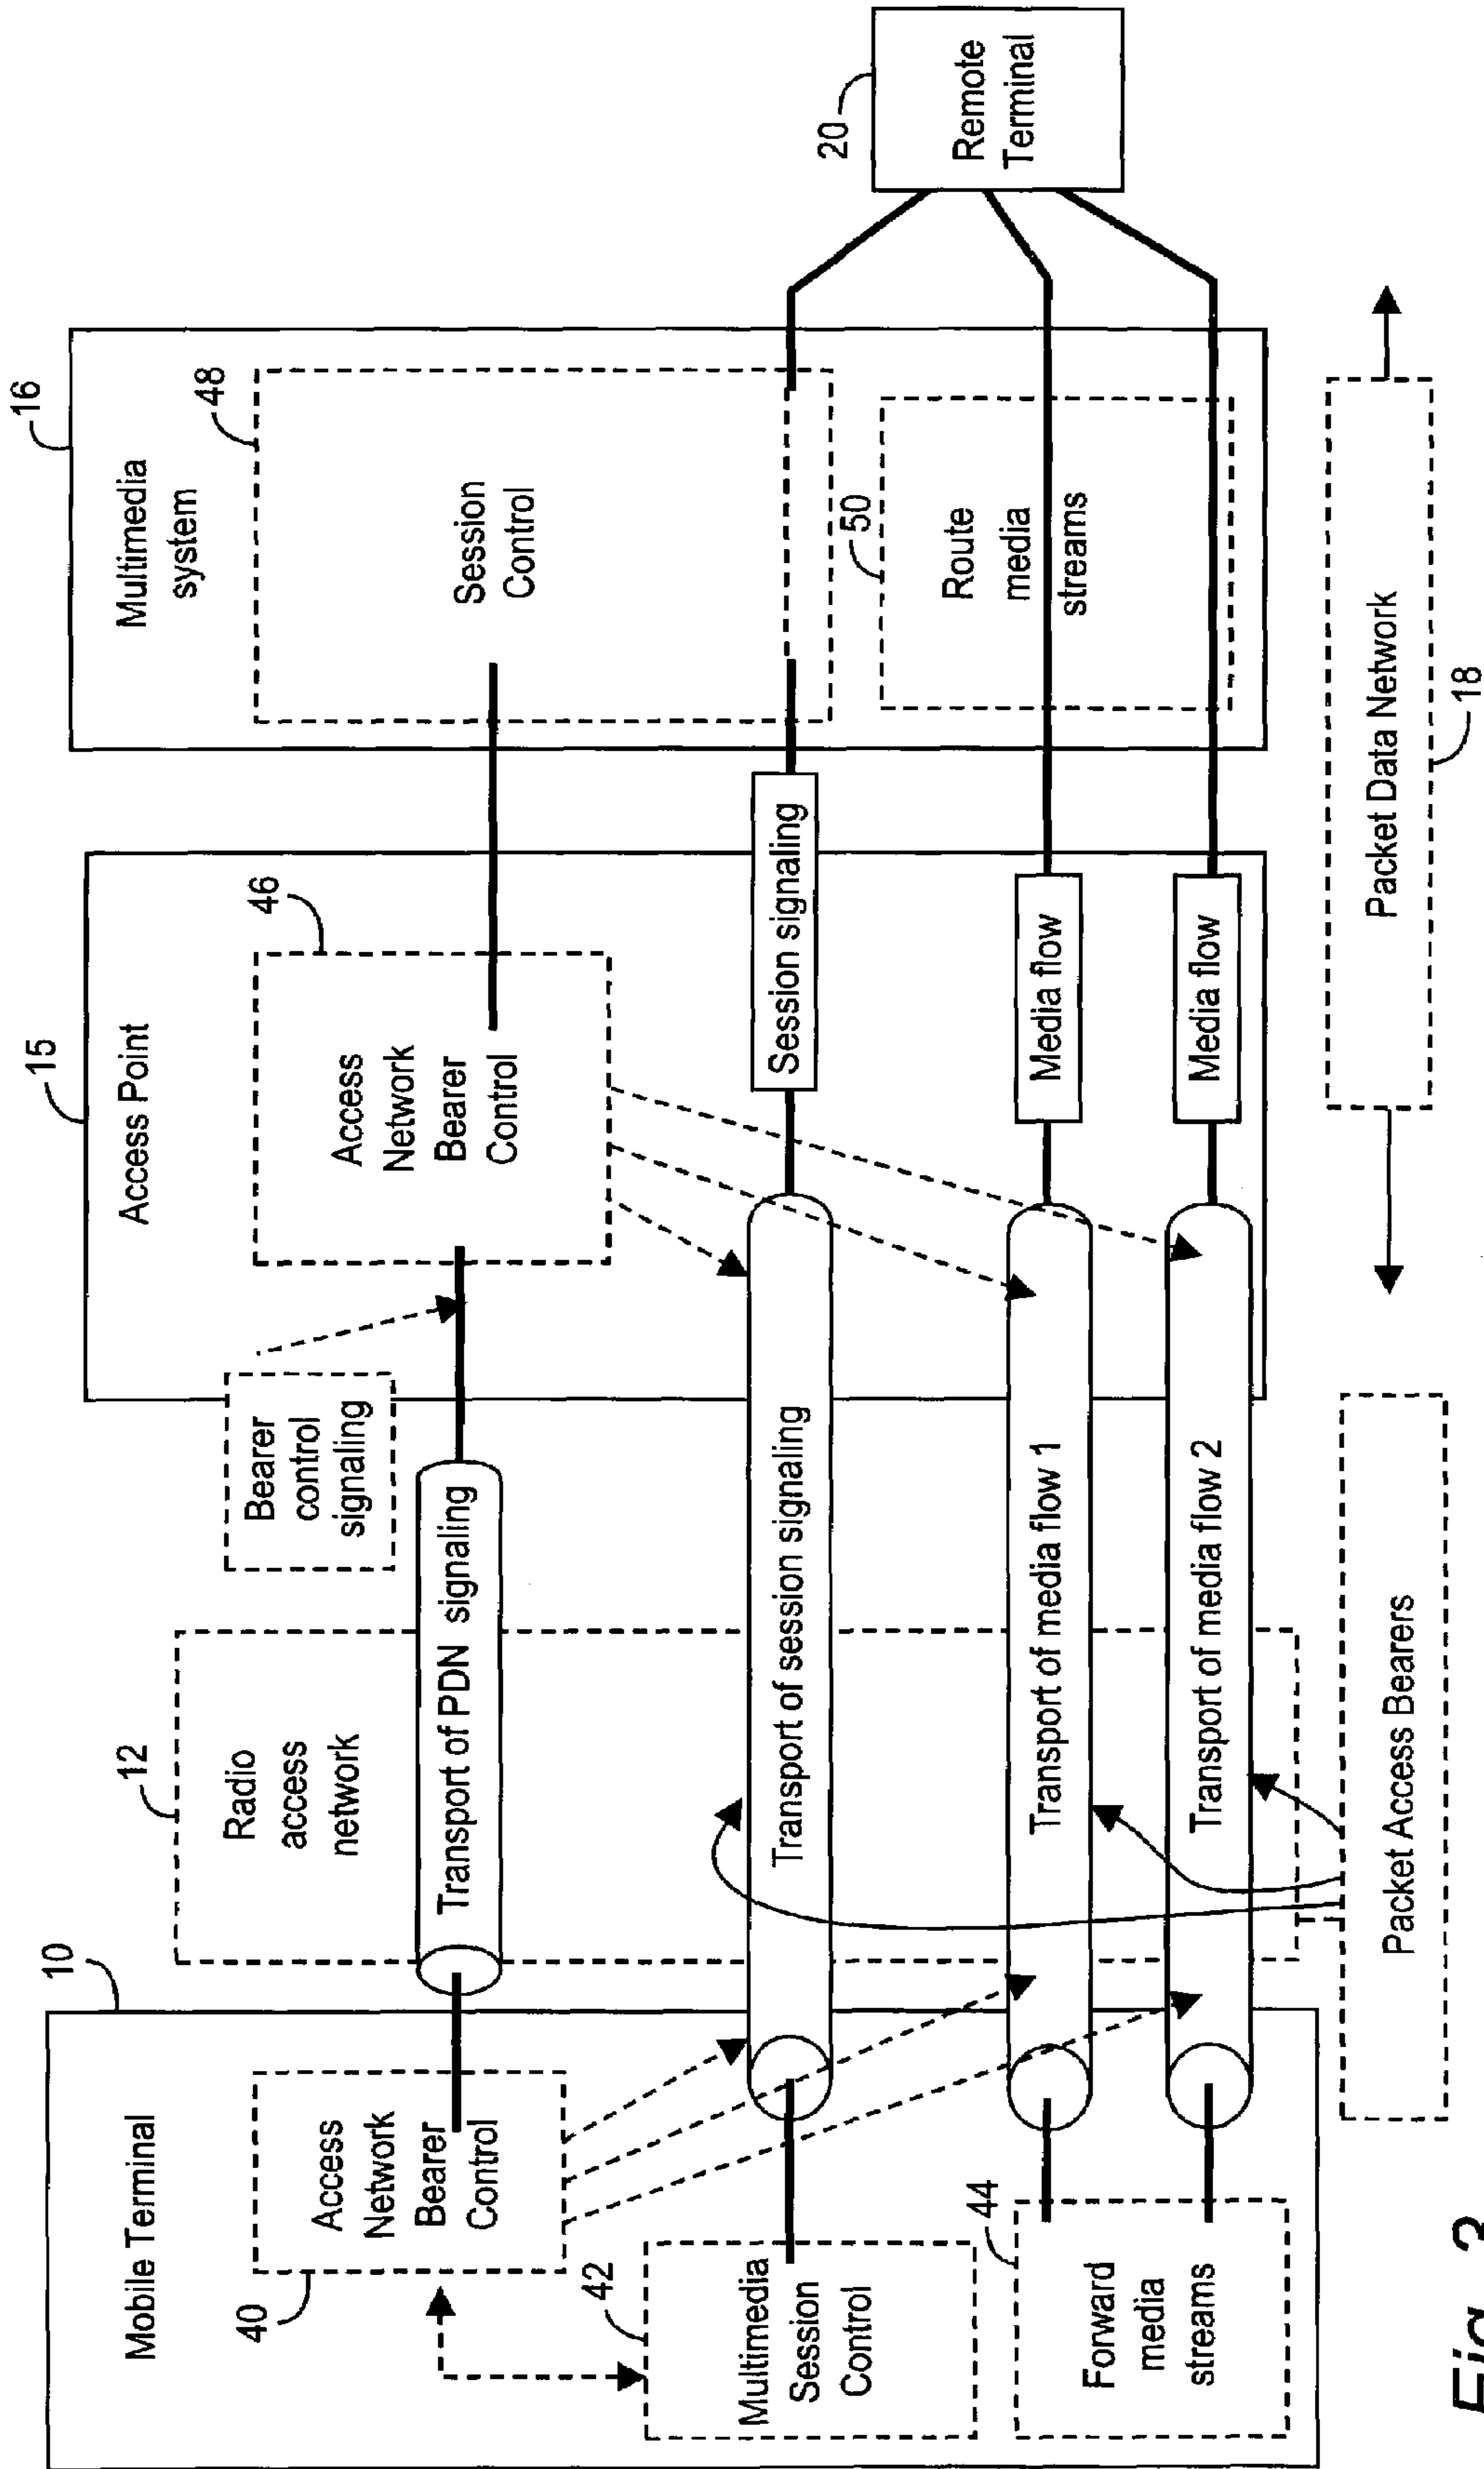 10
Mobile Terminal
Access
Network
Bearer
Control
40
42
Multimedia
Session
Control
44
Forward
media
streams
12
Radio
access
network
Transport of PDN signaling
Bearer
control
signaling
Transport of session signaling
Transport of media flow 1
Transport of media flow 2
Packet Access Bearers
15
Access Point
46
Access
Network
Bearer
Control
Session signaling
Media flow
Media flow
16
Multimedia
system
48
Session
Control
50
Route
media
streams
Packet Data Network
18
20
Remote
Terminal